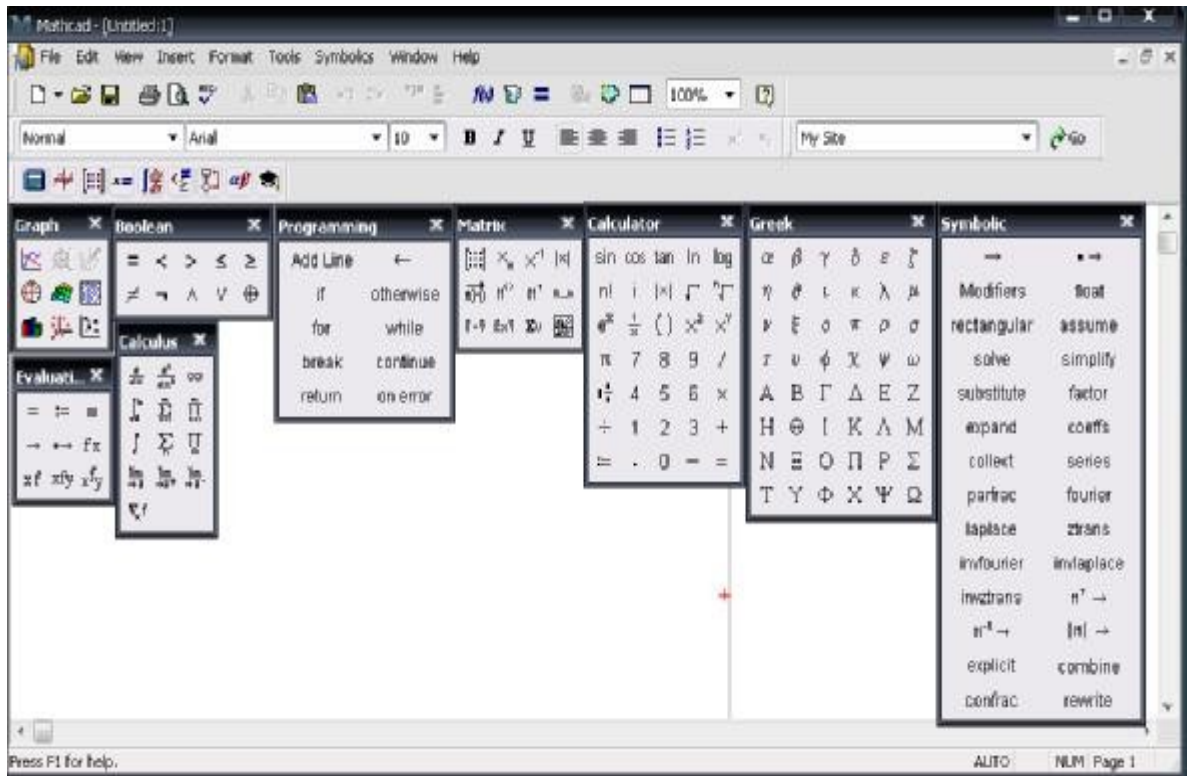 Mathcad - [Untitled:1]
File Edit View Insert Format Tools Symbolics Window Help
100%
Normal Arial 10 B I U My Site Go
Graph
Evaluati...
= := ≡
→ •→ fx
xf xfy
Boolean
= < > ≤ ≥
≠ ¬ ∧ ∨ ⊕
Calculus
Programming
Add Line ←
if otherwise
for while
break continue
return on error
Matrix
Calculator
sin cos tan ln log
n! i |×|
π 7 8 9 /
4 5 6 ×
÷ 1 2 3 +
:= . 0 − =
Greek
α β γ δ ε ζ
η θ ι κ λ μ
ν ξ ο π ρ σ
τ υ ϕ χ ψ ω
Α Β Γ Δ Ε Ζ
Η Θ Ι Κ Λ Μ
Ν Ξ Ο Π Ρ Σ
Τ Υ Φ Χ Ψ Ω
Symbolic
→ ▪ →
Modifiers float
rectangular assume
solve simplify
substitute factor
expand coeffs
collect series
parfrac fourier
laplace ztrans
invfourier invlaplace
invztrans
explicit combine
confrac rewrite
Press F1 for help.
AUTO NUM Page 1